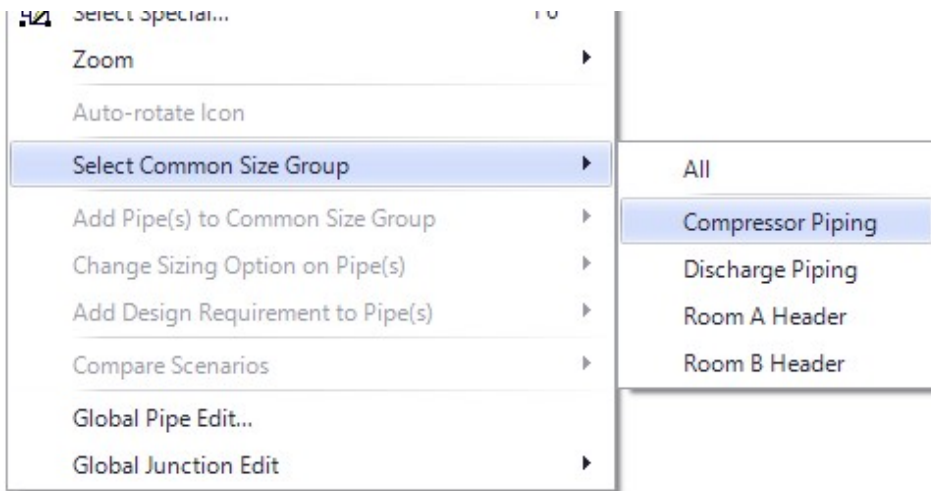 Select Special...
Zoom
Auto-rotate Icon
Select Common Size Group
Add Pipe(s) to Common Size Group
Change Sizing Option on Pipe(s)
Add Design Requirement to Pipe(s)
Compare Scenarios
Global Pipe Edit...
Global Junction Edit
All
Compressor Piping
Discharge Piping
Room A Header
Room B Header